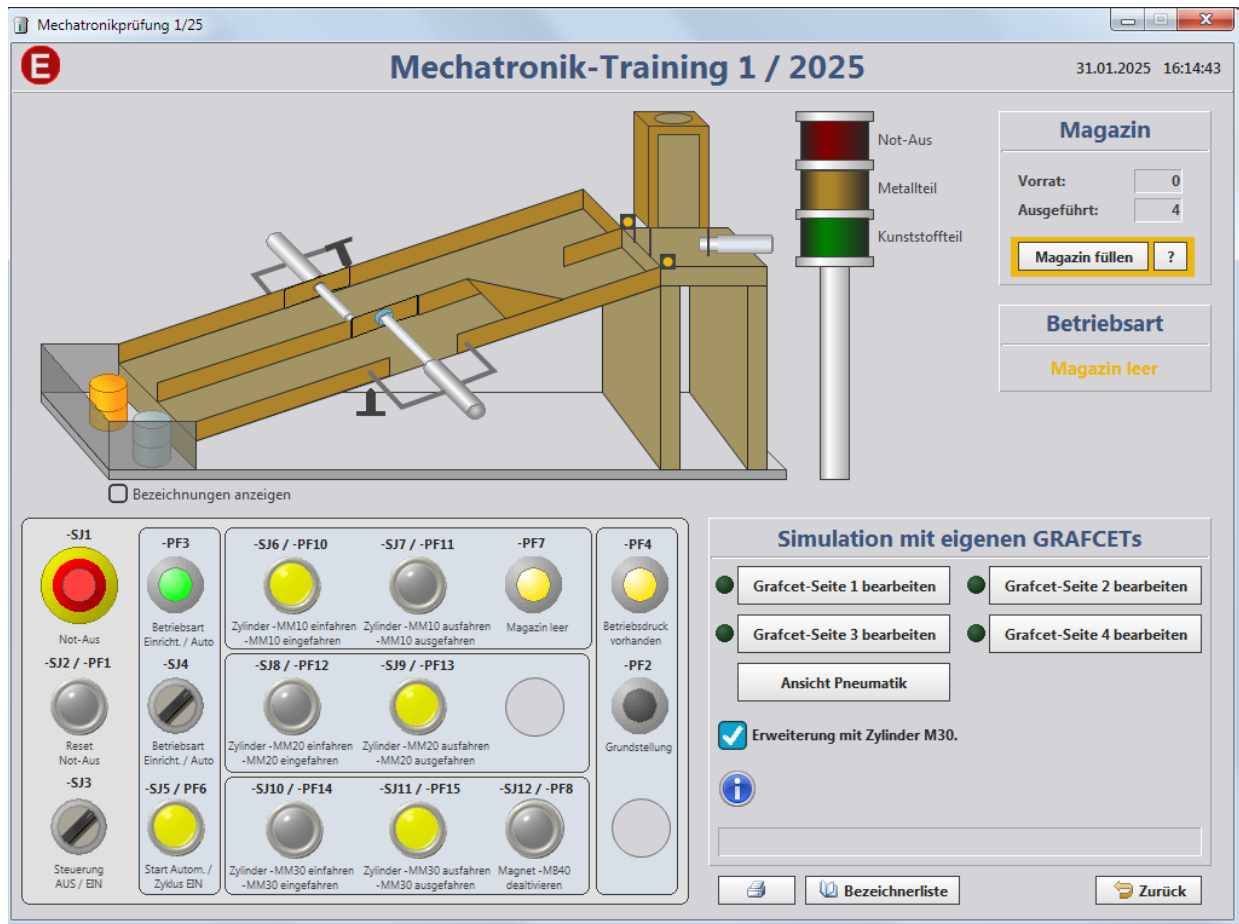 Mechatronikprüfung 1/25
E
Mechatronik-Training 1 / 2025
31.01.2025 16:14:43
Not-Aus
Metallteil
Kunststoffteil
Magazin
Vorrat: 0
Ausgeführt: 4
Magazin füllen ?
Betriebsart
Magazin leer
Bezeichnungen anzeigen
-SJ1
Not-Aus
-SJ2 / -PF1
Reset
Not-Aus
-SJ3
Steuerung
AUS / EIN
-PF3
Betriebsart
Einricht. / Auto
-SJ4
Betriebsart
Einricht. / Auto
-SJ5 / PF6
Start Autom. /
Zyklus EIN
-SJ6 / -PF10
Zylinder -MM10 einfahren
-MM10 eingefahren
-SJ7 / -PF11
Zylinder -MM10 ausfahren
-MM10 ausgefahren
-PF7
Magazin leer
-SJ8 / -PF12
Zylinder -MM20 einfahren
-MM20 eingefahren
-SJ9 / -PF13
Zylinder -MM20 ausfahren
-MM20 ausgefahren
-SJ10 / -PF14
Zylinder -MM30 einfahren
-MM30 eingefahren
-SJ11 / -PF15
Zylinder -MM30 ausfahren
-MM30 ausgefahren
-SJ12 / -PF8
Magnet -MB40
dealtivieren
-PF4
Betriebsdruck
vorhanden
-PF2
Grundstellung
Simulation mit eigenen GRAFCETs
Grafcet-Seite 1 bearbeiten
Grafcet-Seite 2 bearbeiten
Grafcet-Seite 3 bearbeiten
Grafcet-Seite 4 bearbeiten
Ansicht Pneumatik
Erweiterung mit Zylinder M30.
i
Bezeichnerliste
Zurück